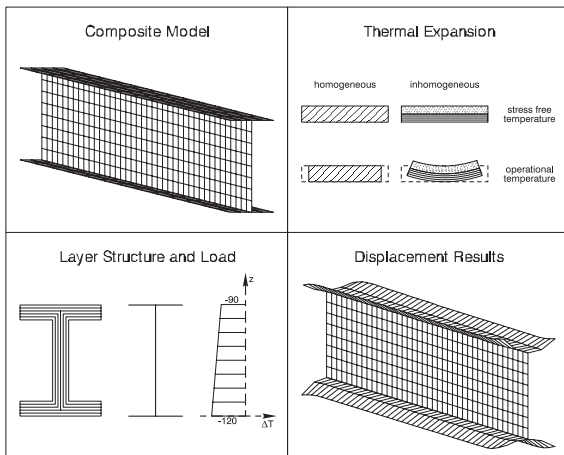 Composite Model
Thermal Expansion
homogeneous
inhomogeneous
stress free
temperature
operational
temperature
Layer Structure and Load
z
-90
-120
ΔT
Displacement Results